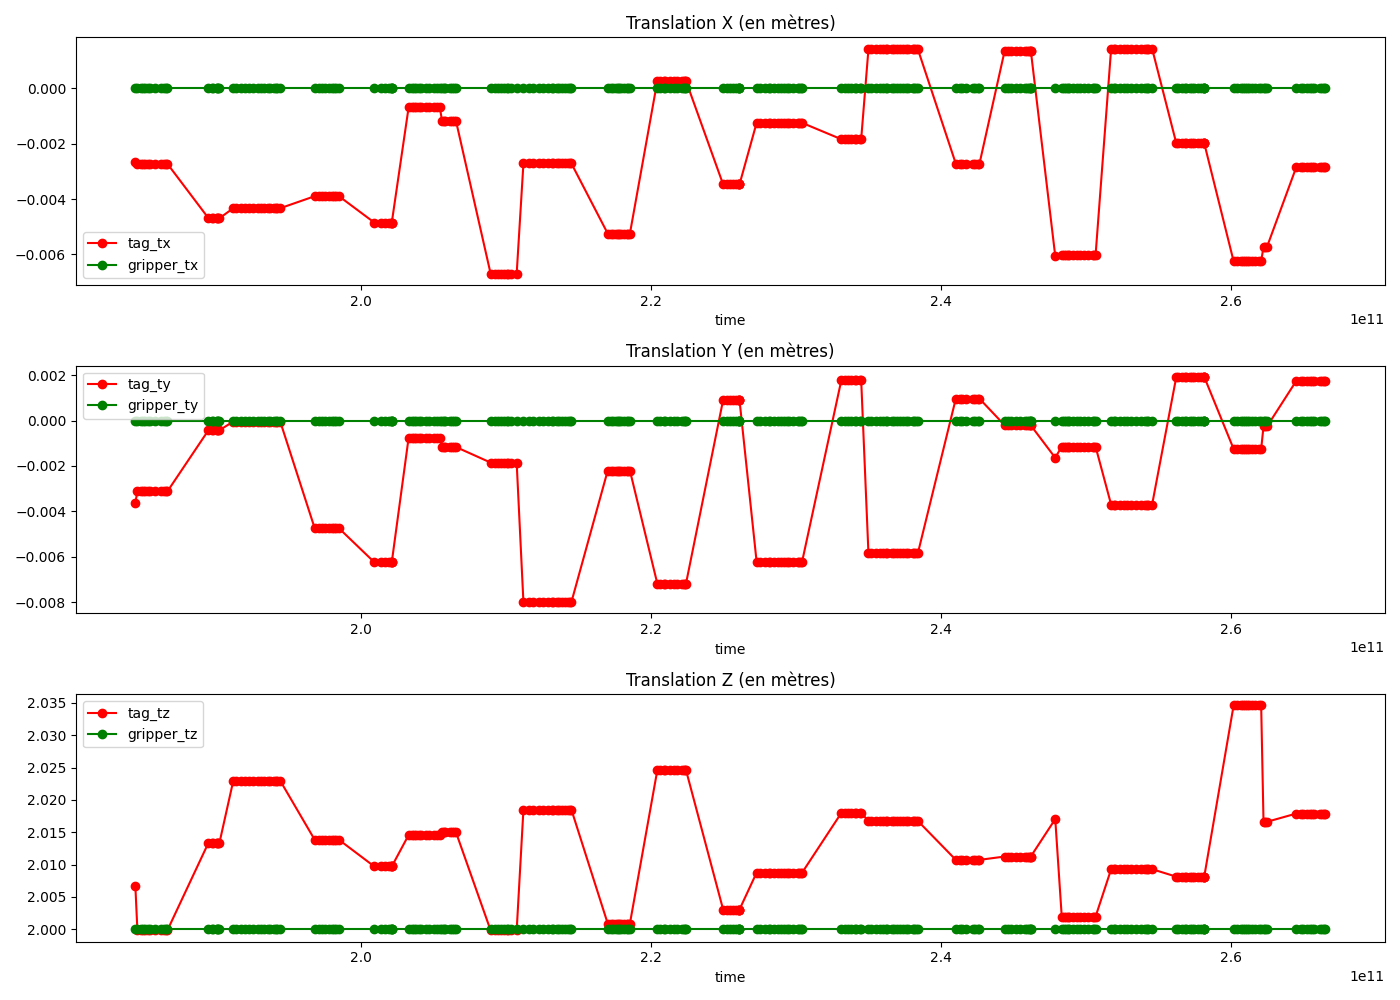 Translation X (en mètres)
0.000
−0.002
−0.004
−0.006
tag_tx
gripper_tx
2.0 2.2 2.4 2.6
time
1e11
Translation Y (en mètres)
0.002
0.000
−0.002
−0.004
−0.006
−0.008
tag_ty
gripper_ty
2.0 2.2 2.4 2.6
time
1e11
Translation Z (en mètres)
2.035
2.030
2.025
2.020
2.015
2.010
2.005
2.000
tag_tz
gripper_tz
2.0 2.2 2.4 2.6
time
1e11